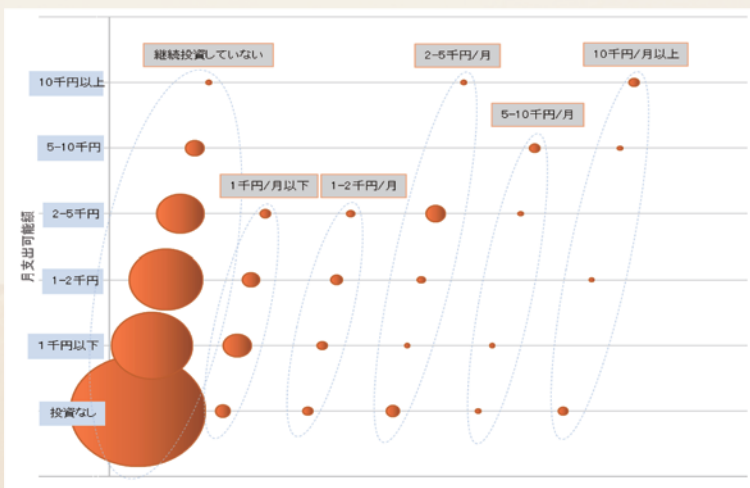 継続投資していない
2-5千円/月
10千円/月以上
10千円以上
5-10千円/月
5-10千円
1千円/月以下
1-2千円/月
2-5千円
月支出可能額
1-2千円
1千円以下
投資なし